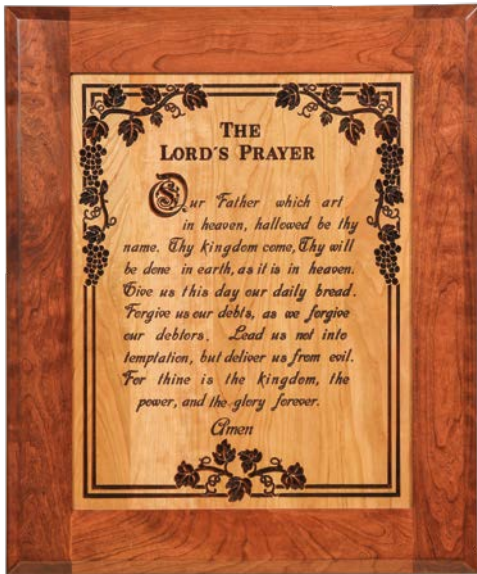 THE
LORD'S PRAYER
Our Father which art
in heaven, hallowed be thy
name. Thy kingdom come, Thy will
be done in earth, as it is in heaven.
Give us this day our daily bread.
Forgive us our debts, as we forgive
our debtors. Lead us not into
temptation, but deliver us from evil.
For thine is the kingdom, the
power, and the glory forever.
Amen